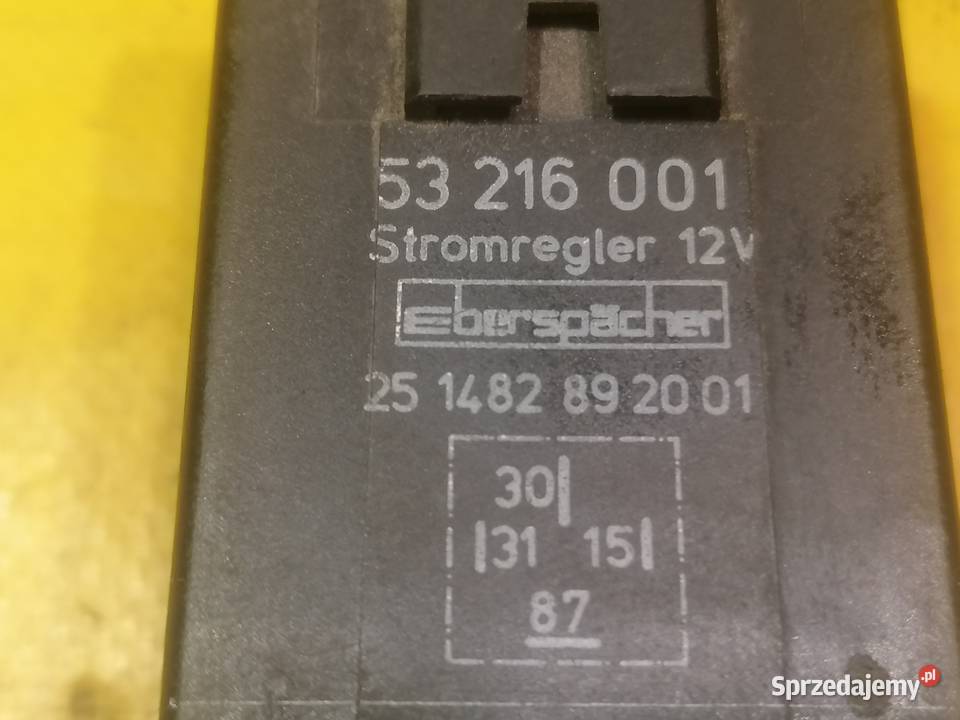 53 216 001
Stromregler 12V
Eberspächer
25 1482 89 20 01
30
31 15
87
Sprzedajemy.pl